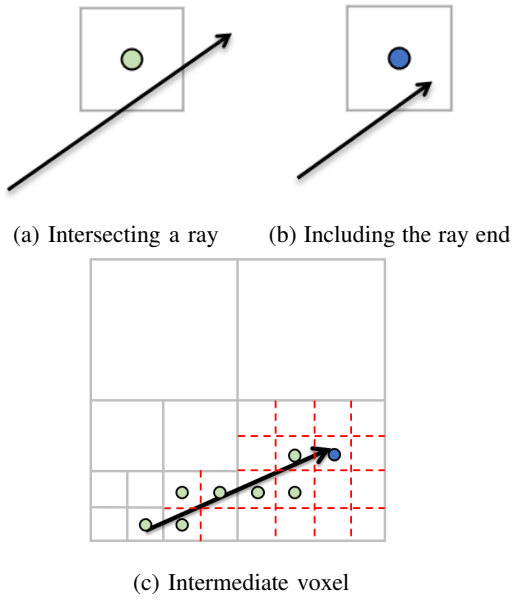 (a) Intersecting a ray
(b) Including the ray end
(c) Intermediate voxel